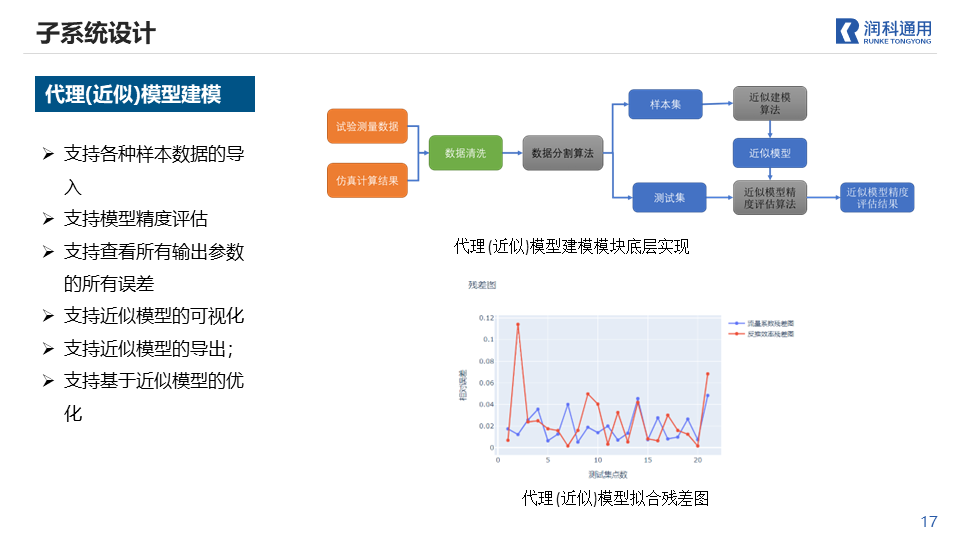 子系统设计
润科通用
RUNKE TONGYONG
代理(近似)模型建模
➢ 支持各种样本数据的导
入
➢ 支持模型精度评估
➢ 支持查看所有输出参数
的所有误差
➢ 支持近似模型的可视化
➢ 支持近似模型的导出;
➢ 支持基于近似模型的优
化
试验测量数据
仿真计算结果
数据清洗
数据分割算法
样本集
测试集
近似建模
算法
近似模型
近似模型精
度评估算法
近似模型精度
评估结果
代理(近似)模型建模模块底层实现
残差图
0.12
0.1
0.08
0.06
0.04
0.02
0
相对误差
0
5
10
15
20
测试集点数
流量系数残差图
代理(近似)模型拟合残差图
17